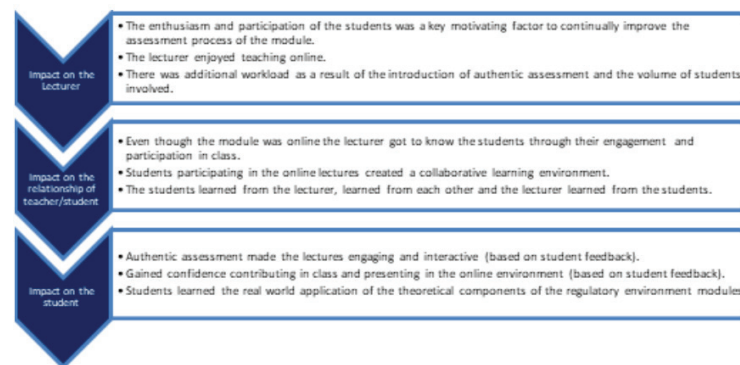 Impact on the
Lecturer
• The enthusiasm and participation of the students was a key motivating factor to continually improve the
assessment process of the module.
• The lecturer enjoyed teaching online.
• There was additional workload as a result of the introduction of authentic assessment and the volume of students
involved.
Impact on the
relationship of
teacher/student
• Even though the module was online the lecturer got to know the students through their engagement and
participation in class.
• Students participating in the online lectures created a collaborative learning environment.
• The students learned from the lecturer, learned from each other and the lecturer learned from the students.
Impact on the
student
• Authentic assessment made the lectures engaging and interactive (based on student feedback).
• Gained confidence contributing in class and presenting in the online environment (based on student feedback).
• Students learned the real world application of the theoretical components of the regulatory environment modules